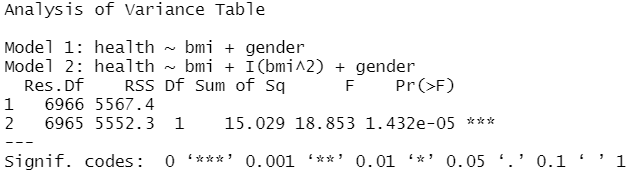 Analysis of Variance Table
Model 1: health ~ bmi + gender
Model 2: health ~ bmi + I(bmi^2) + gender
Res.Df RSS Df Sum of Sq F Pr(>F)
1 6966 5567.4
2 6965 5552.3 1 15.029 18.853 1.432e-05 ***
---
Signif. codes: 0 ‘***’ 0.001 ‘**’ 0.01 ‘*’ 0.05 ‘.’ 0.1 ‘ ’ 1